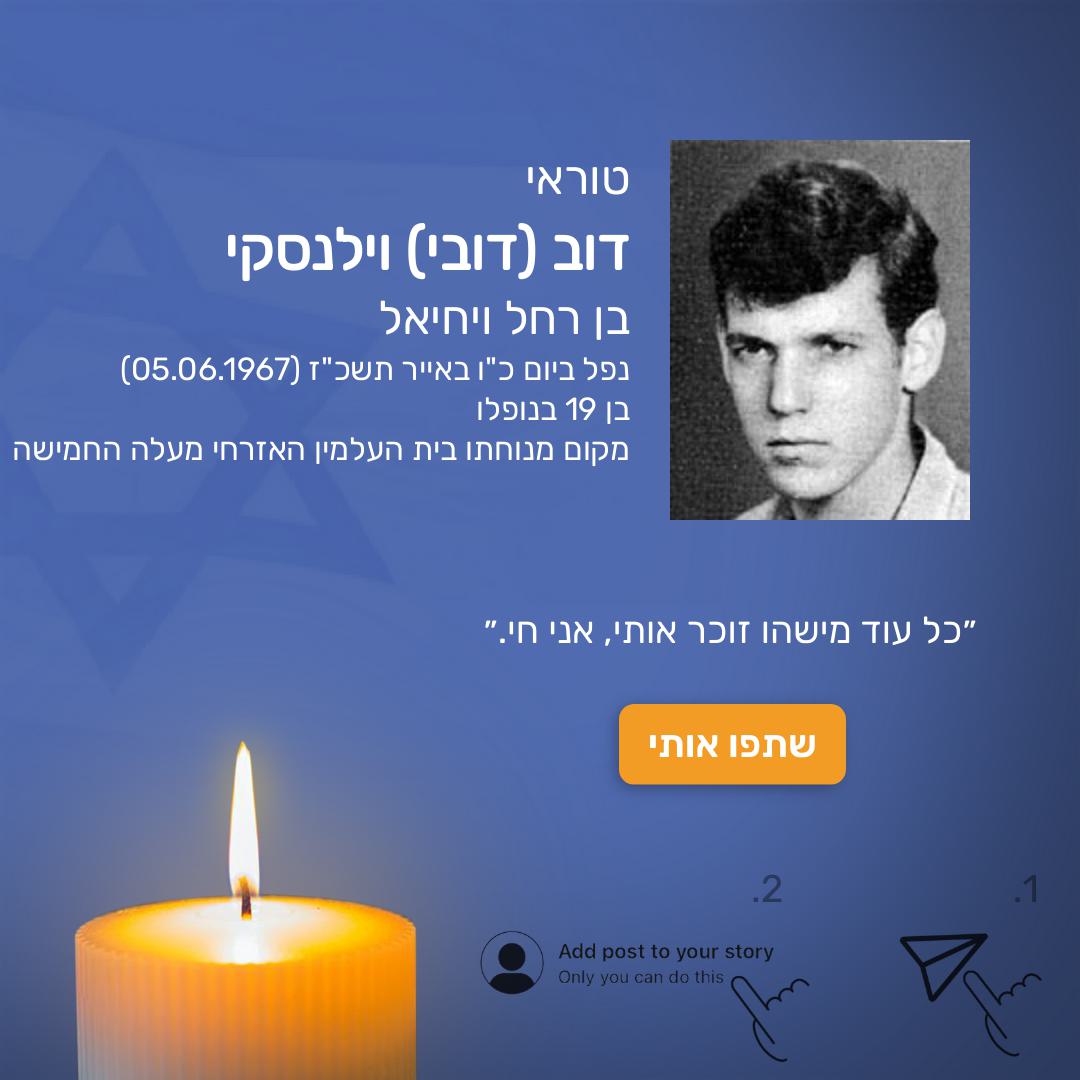 טוראי
דוב (דובי) וילנסקי
בן רחל ויחיאל
נפל ביום כ"ו באייר תשכ"ז (05.06.1967)
בן 19 בנופלו
מקום מנוחתו בית העלמין האזרחי מעלה החמישה
״כל עוד מישהו זוכר אותי, אני חי.״
שתפו אותי
.1
.2
Add post to your story
Only you can do this